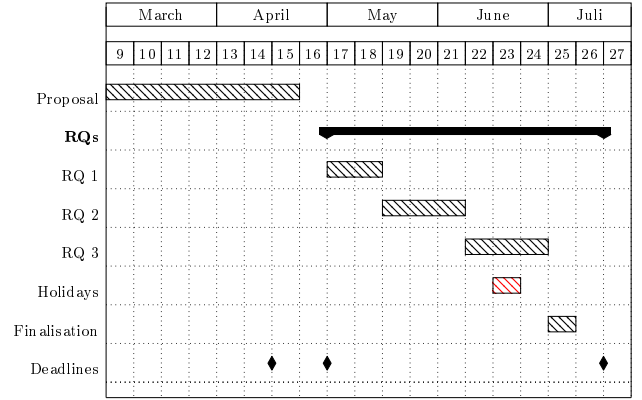 March April May June Juli
9 10 11 12 13 14 15 16 17 18 19 20 21 22 23 24 25 26 27
Proposal
RQs
RQ 1
RQ 2
RQ 3
Holidays
Finalisation
Deadlines